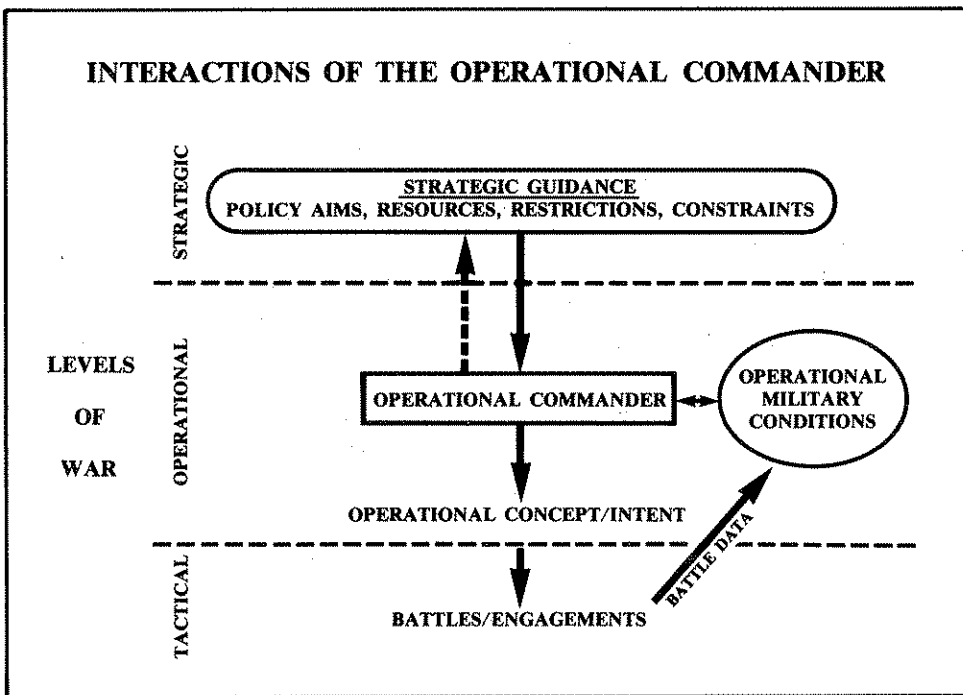 INTERACTIONS OF THE OPERATIONAL COMMANDER
STRATEGIC
STRATEGIC GUIDANCE
POLICY AIMS, RESOURCES, RESTRICTIONS, CONSTRAINTS
LEVELS
OF
WAR
OPERATIONAL
OPERATIONAL COMMANDER
OPERATIONAL
MILITARY
CONDITIONS
OPERATIONAL CONCEPT/INTENT
TACTICAL
BATTLES/ENGAGEMENTS
BATTLE DATA